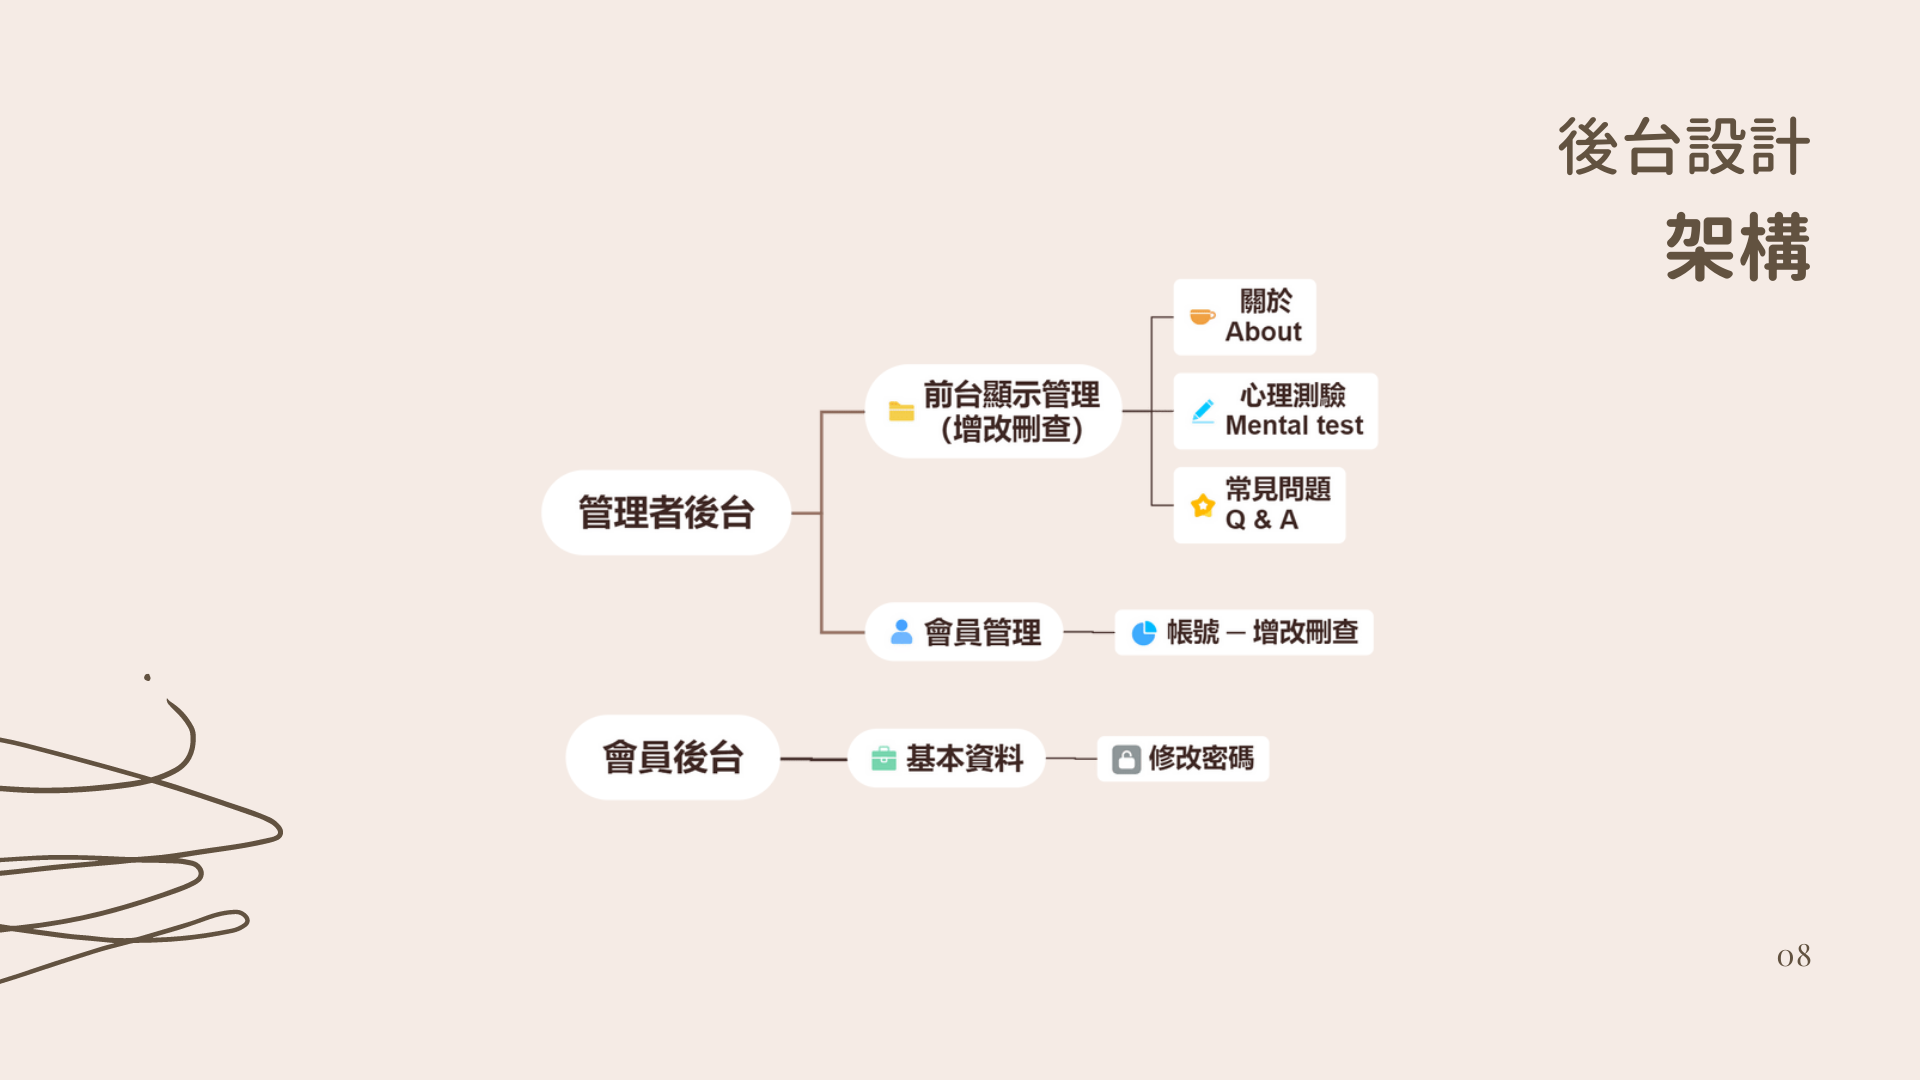 後台設計
架構
管理者後台
前台顯示管理
(增改刪查)
關於
About
心理測驗
Mental test
常見問題
Q & A
會員管理
帳號 — 增改刪查
會員後台
基本資料
修改密碼
08